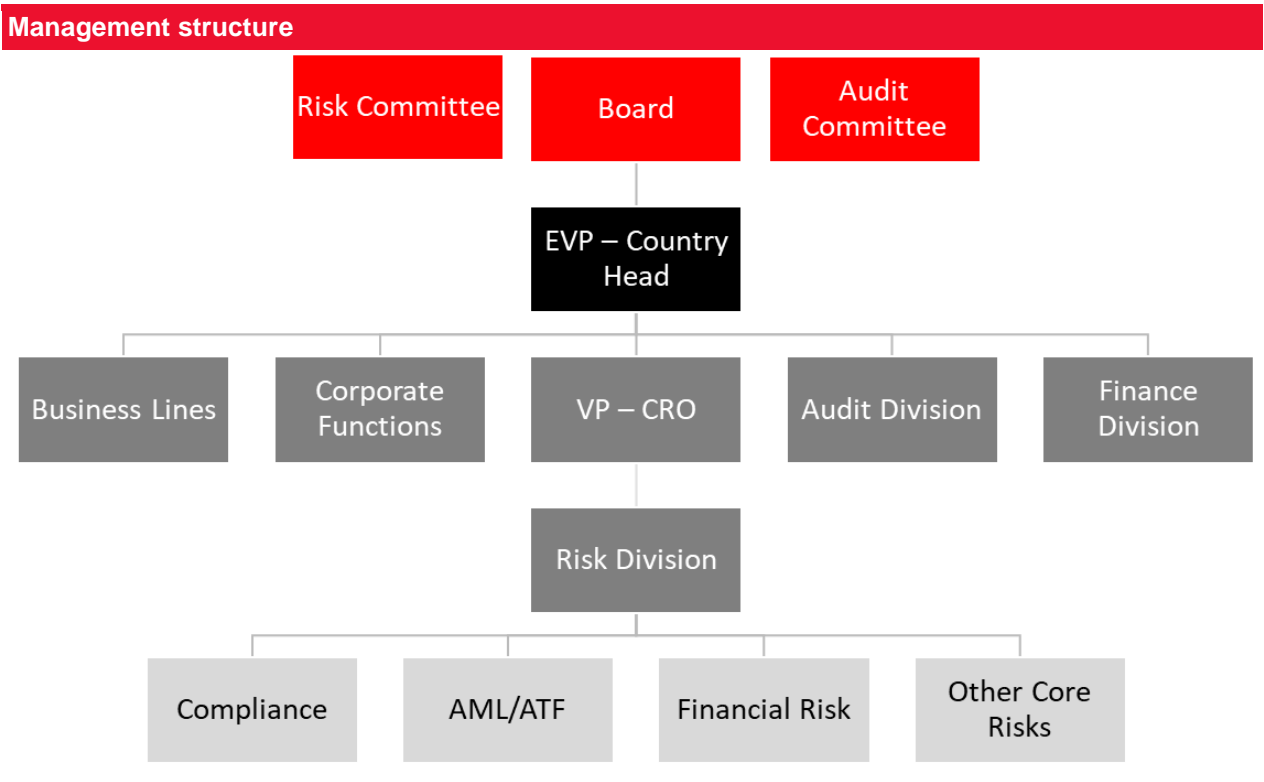 Management structure
Risk Committee
Board
Audit
Committee
EVP – Country
Head
Business Lines
Corporate
Functions
VP – CRO
Audit Division
Finance
Division
Risk Division
Compliance
AML/ATF
Financial Risk
Other Core
Risks